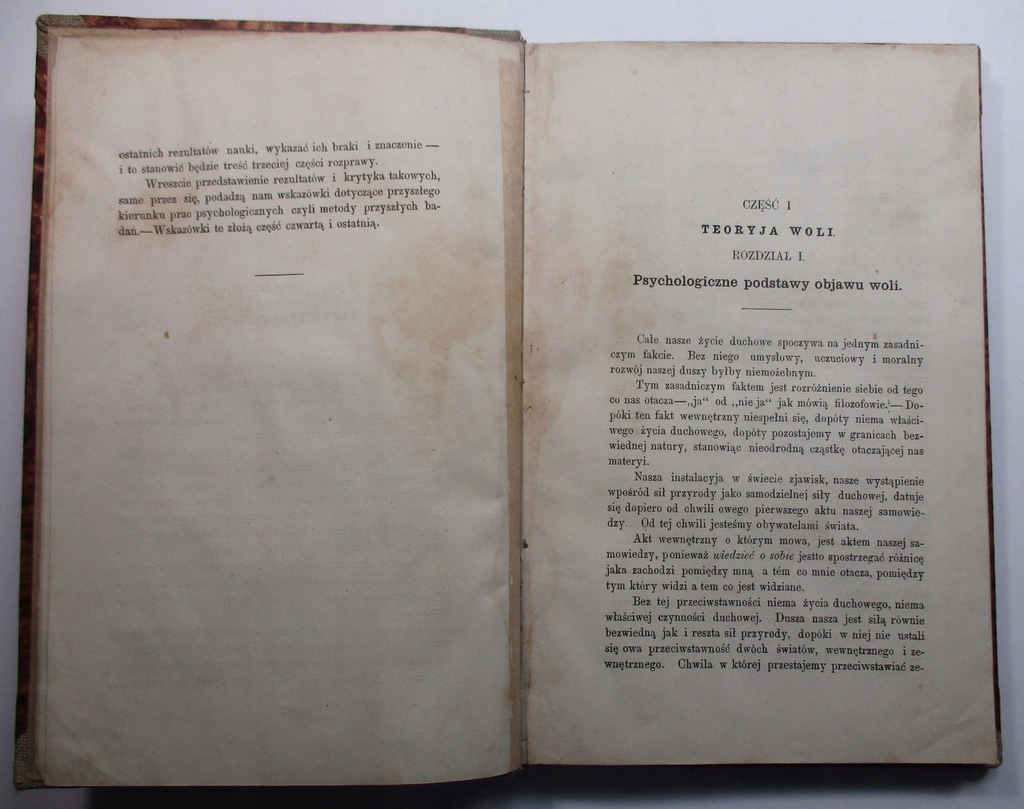 ostatnich rezultatów nauki, wykazać ich braki i znaczenie —
i to stanowić będzie treść trzeciej części rozprawy.
Wreszcie przedstawienie rezultatów i krytyka takowych,
same przez się, podadzą nam wskazówki dotyczące przyszłego
kierunku prac psychologicznych czyli metody przyszłych ba-
dań.—Wskazówki te złożą część czwartą i ostatnią.
CZĘŚĆ I
TEORYJA WOLI.
ROZDZIAŁ I.
Psychologiczne podstawy objawu woli.
Całe nasze życie duchowe spoczywa na jednym zasadni-
czym fakcie. Bez niego umysłowy, uczuciowy i moralny
rozwój naszej duszy byłby niemożebnym.
Tym zasadniczym faktem jest rozróżnienie siebie od tego
co nas otacza—„ja“ od „nie ja“ jak mówią filozofowie.— Do-
póki ten fakt wewnętrzny niespełni się, dopóty niema właści-
wego życia duchowego, dopóty pozostajemy w granicach bez-
wiednej natury, stanowiąc nieodrodną cząstkę otaczającej nas
materyi.
Nasza instalacyja w świecie zjawisk, nasze wystąpienie
wpośród sił przyrody jako samodzielnej siły duchowej, datuje
się dopiero od chwili owego pierwszego aktu naszej samowie-
dzy. Od tej chwili jesteśmy obywatelami świata.
Akt wewnętrzny o którym mowa, jest aktem naszej sa-
mowiedzy, ponieważ wiedzieć o sobie jestto spostrzegać różnicę
jaka zachodzi pomiędzy mną a tém co mnie otacza, pomiędzy
tym który widzi a tem co jest widziane.
Bez tej przeciwstawności niema życia duchowego, niema
właściwej czynności duchowej. Dusza nasza jest siłą równie
bezwiedną jak i reszta sił przyrody, dopóki w niej nie ustali
się owa przeciwstawność dwóch światów, wewnętrznego i ze-
wnętrznego. Chwila w której przestajemy przeciwstawiać ze-